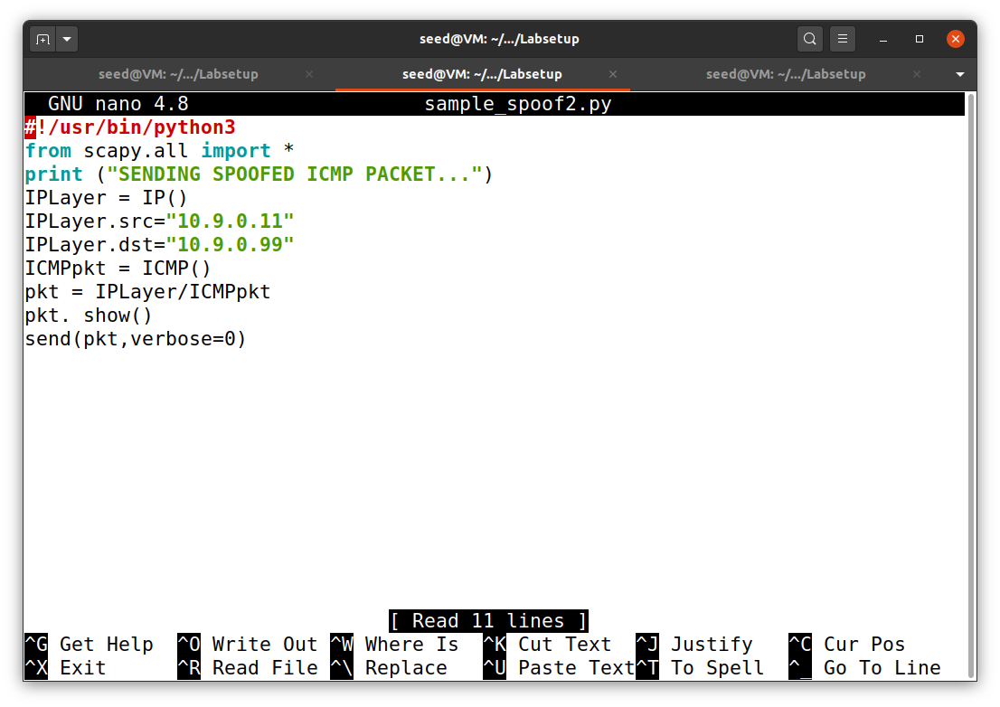 seed@VM: ~/.../Labsetup
seed@VM: ~/.../Labsetup × seed@VM: ~/.../Labsetup × seed@VM: ~/.../Labsetup ×
GNU nano 4.8 sample_spoof2.py
#!/usr/bin/python3
from scapy.all import *
print ("SENDING SPOOFED ICMP PACKET...")
IPLayer = IP()
IPLayer.src="10.9.0.11"
IPLayer.dst="10.9.0.99"
ICMPpkt = ICMP()
pkt = IPLayer/ICMPpkt
pkt. show()
send(pkt,verbose=0)
[ Read 11 lines ]
^G Get Help ^O Write Out ^W Where Is ^K Cut Text ^J Justify ^C Cur Pos
^X Exit ^R Read File ^\ Replace ^U Paste Text^T To Spell ^_ Go To Line